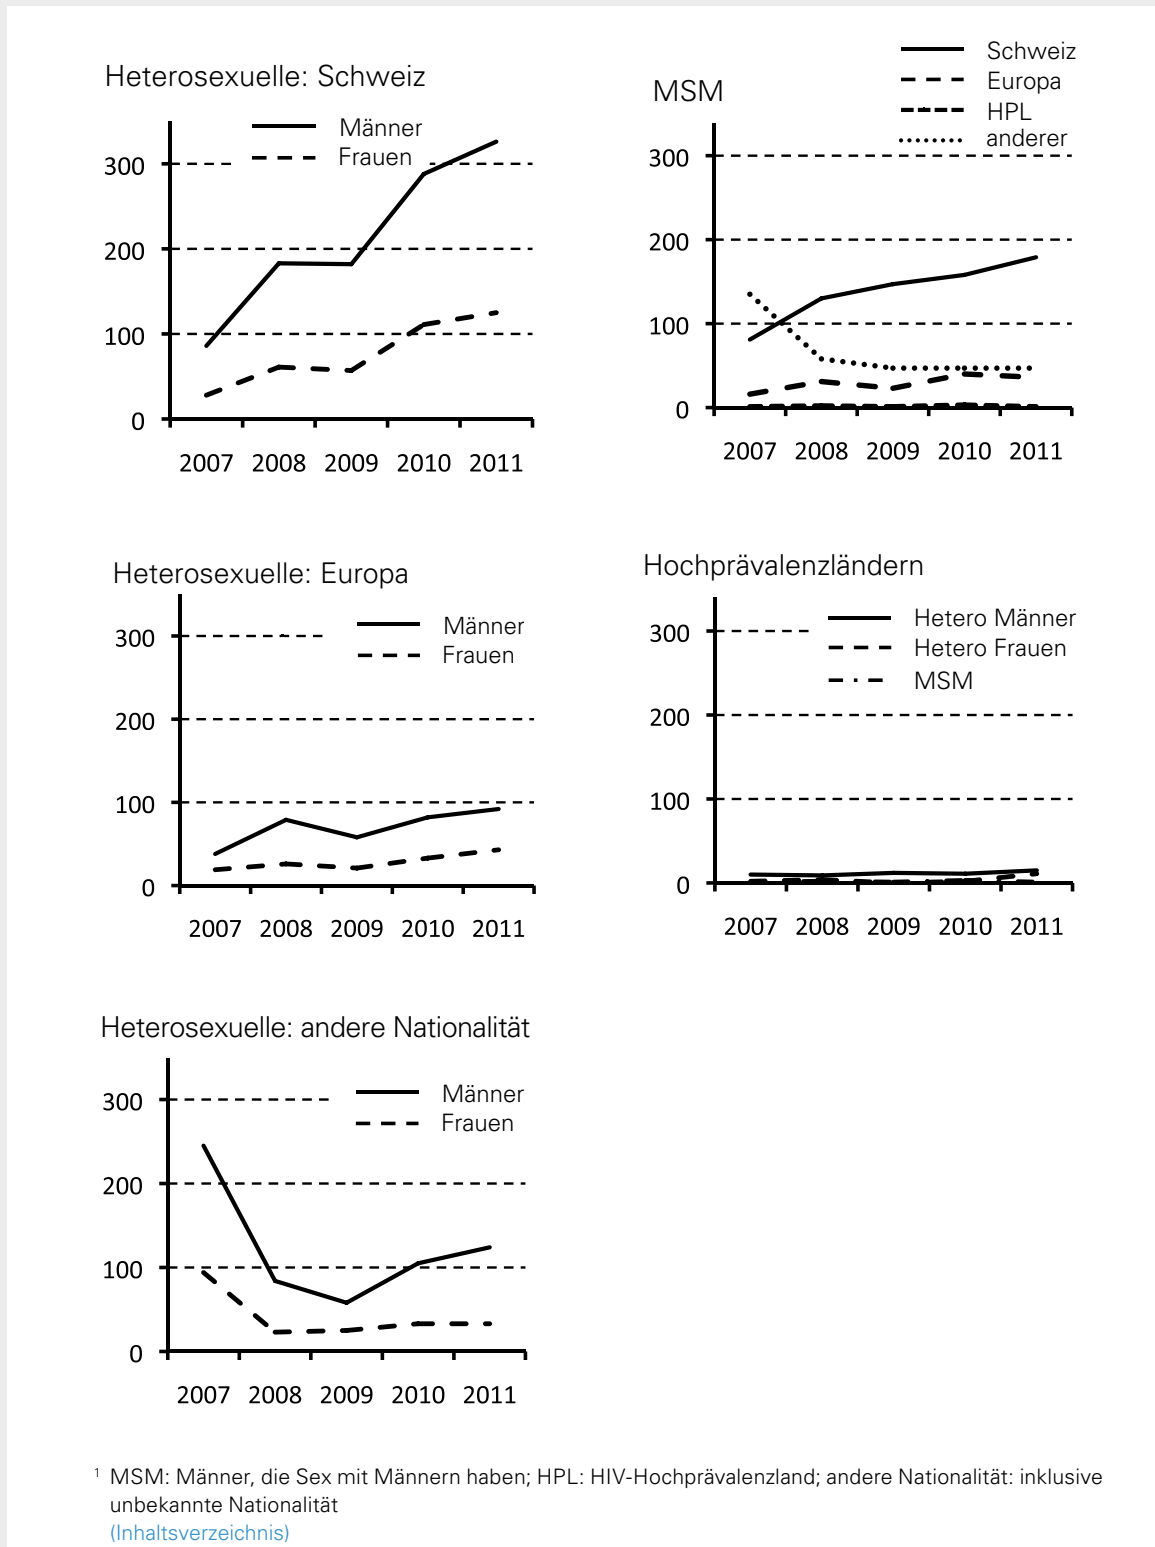 Heterosexuelle: Schweiz
Männer
Frauen
300
200
100
0
2007 2008 2009 2010 2011
MSM
Schweiz
Europa
HPL
anderer
300
200
100
0
2007 2008 2009 2010 2011
Heterosexuelle: Europa
Männer
Frauen
300
200
100
0
2007 2008 2009 2010 2011
Hochprävalenzländern
Hetero Männer
Hetero Frauen
MSM
300
200
100
0
2007 2008 2009 2010 2011
Heterosexuelle: andere Nationalität
Männer
Frauen
300
200
100
0
2007 2008 2009 2010 2011
1 MSM: Männer, die Sex mit Männern haben; HPL: HIV-Hochprävalenzland; andere Nationalität: inklusive
unbekannte Nationalität
(Inhaltsverzeichnis)